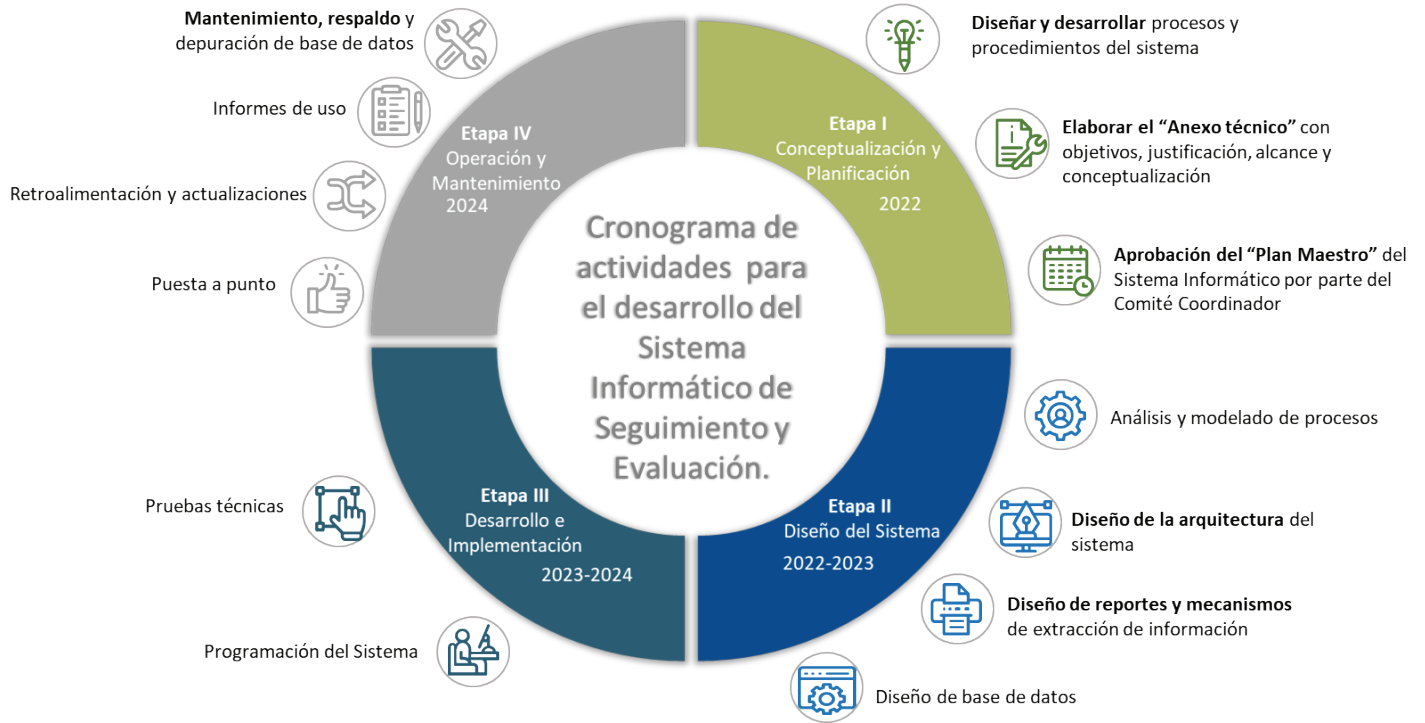 Cronograma de
actividades para
el desarrollo del
Sistema
Informático de
Seguimiento y
Evaluación.
Etapa I
Conceptualización y
Planificación
2022
Diseñar y desarrollar procesos y
procedimientos del sistema
Elaborar el “Anexo técnico” con
objetivos, justificación, alcance y
conceptualización
Aprobación del “Plan Maestro” del
Sistema Informático por parte del
Comité Coordinador
Etapa II
Diseño del Sistema
2022-2023
Análisis y modelado de procesos
Diseño de la arquitectura del
sistema
Diseño de reportes y mecanismos
de extracción de información
Diseño de base de datos
Etapa III
Desarrollo e
Implementación
2023-2024
Programación del Sistema
Pruebas técnicas
Etapa IV
Operación y
Mantenimiento
2024
Puesta a punto
Retroalimentación y actualizaciones
Informes de uso
Mantenimiento, respaldo y
depuración de base de datos